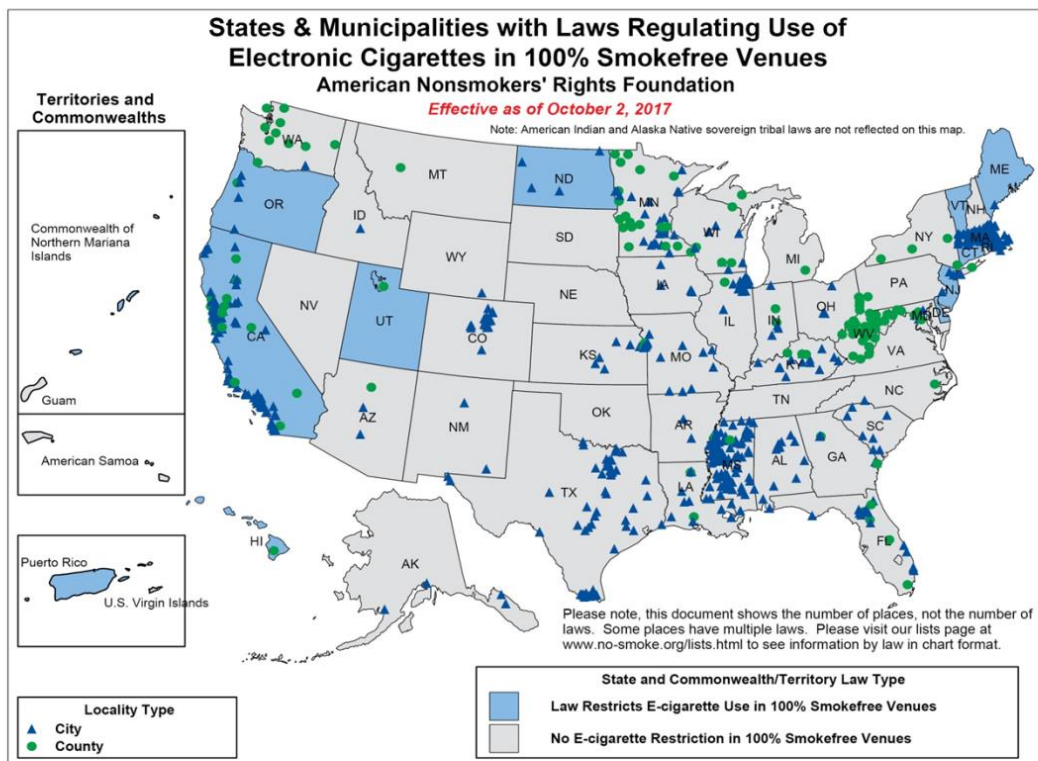 States & Municipalities with Laws Regulating Use of
Electronic Cigarettes in 100% Smokefree Venues
American Nonsmokers' Rights Foundation
Effective as of October 2, 2017
Note: American Indian and Alaska Native sovereign tribal laws are not reflected on this map.
Territories and
Commonwealths
Commonwealth of
Northern Mariana
Islands
Guam
American Samoa
Puerto Rico
U.S. Virgin Islands
WA
MT
ND
MN
ME
VT
NH
OR
ID
SD
WI
NY
MA
RI
CT
WY
MI
PA
NJ
NE
IA
OH
NV
UT
IL
IN
MD
DE
CA
CO
KS
MO
WV
VA
KY
NC
AZ
NM
OK
TN
AR
SC
MS
AL
GA
TX
LA
FL
HI
AK
Please note, this document shows the number of places, not the number of
laws. Some places have multiple laws. Please visit our lists page at
www.no-smoke.org/lists.html to see information by law in chart format.
Locality Type
City
County
State and Commonwealth/Territory Law Type
Law Restricts E-cigarette Use in 100% Smokefree Venues
No E-cigarette Restriction in 100% Smokefree Venues